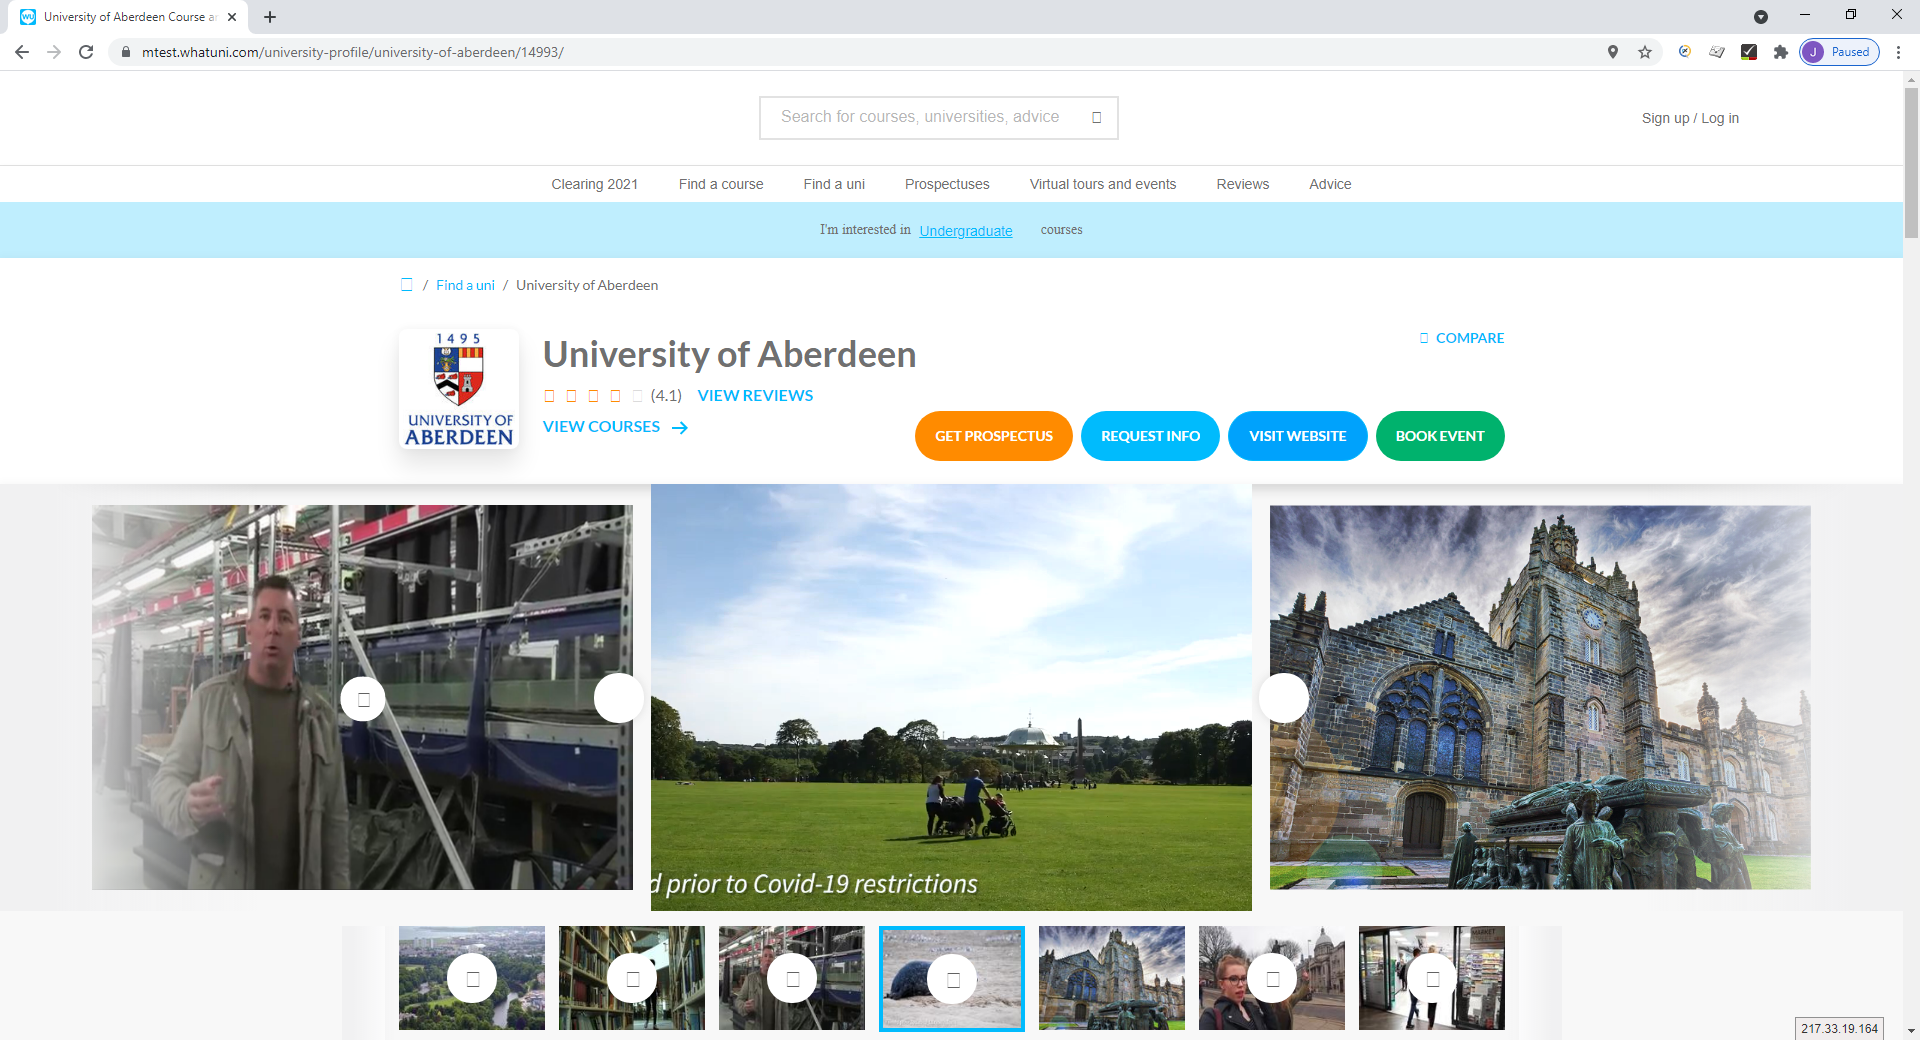 University of Aberdeen Course a
mtest.whatuni.com/university-profile/university-of-aberdeen/14993/
J Paused
Search for courses, universities, advice
Sign up / Log in
Clearing 2021 Find a course Find a uni Prospectuses Virtual tours and events Reviews Advice
I'm interested in Undergraduate courses
/ Find a uni / University of Aberdeen
1495
UNIVERSITY OF
ABERDEEN
University of Aberdeen
COMPARE
(4.1) VIEW REVIEWS
VIEW COURSES
GET PROSPECTUS REQUEST INFO VISIT WEBSITE BOOK EVENT
d prior to Covid-19 restrictions
MARKET
217.33.19.164